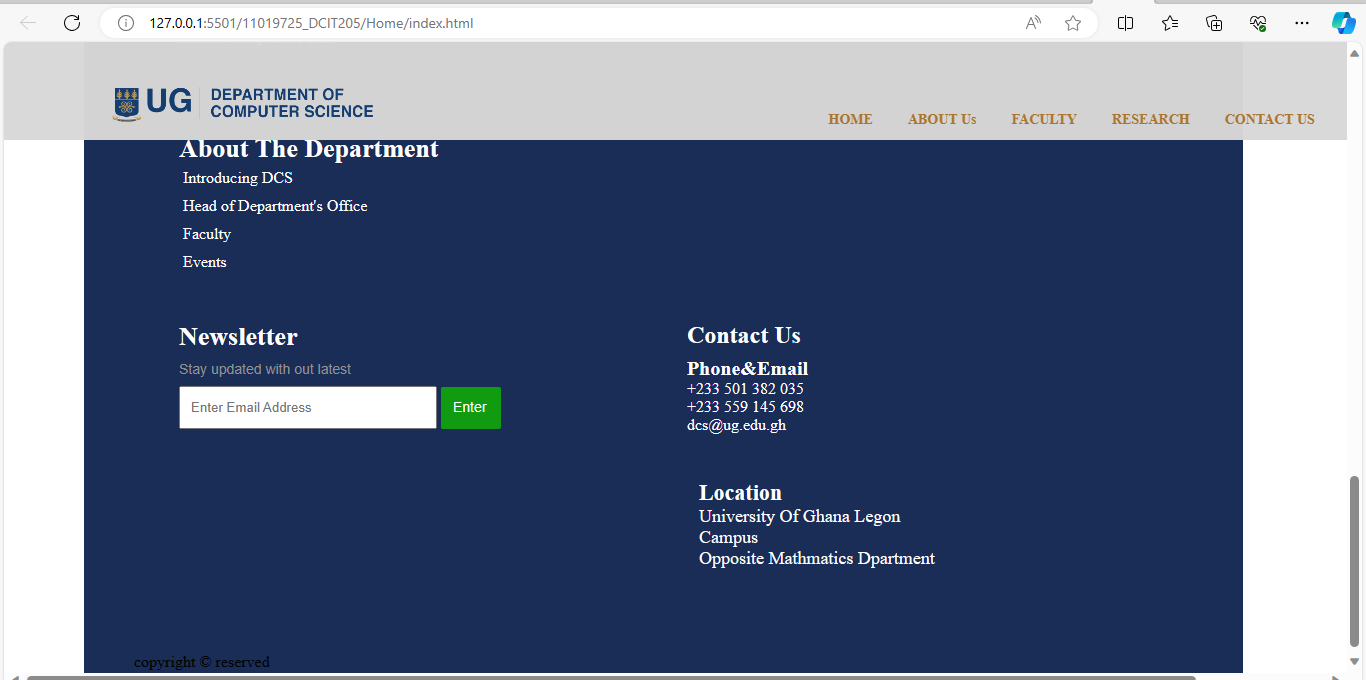 127.0.0.1:5501/11019725_DCIT205/Home/index.html
UG DEPARTMENT OF
COMPUTER SCIENCE
HOME ABOUT Us FACULTY RESEARCH CONTACT US
About The Department
Introducing DCS
Head of Department's Office
Faculty
Events
Newsletter
Stay updated with out latest
Enter Email Address Enter
Contact Us
Phone&Email
+233 501 382 035
+233 559 145 698
dcs@ug.edu.gh
Location
University Of Ghana Legon
Campus
Opposite Mathmatics Dpartment
copyright © reserved